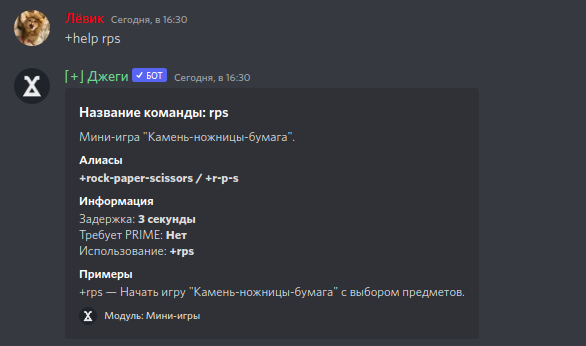 Лёвик Сегодня, в 16:30
+help rps
[+] Джеги ✓ БОТ Сегодня, в 16:30
Название команды: rps
Мини-игра "Камень-ножницы-бумага".
Алиасы
+rock-paper-scissors / +r-p-s
Информация
Задержка: 3 секунды
Требует PRIME: Нет
Использование: +rps
Примеры
+rps — Начать игру "Камень-ножницы-бумага" с выбором предметов.
Модуль: Мини-игры